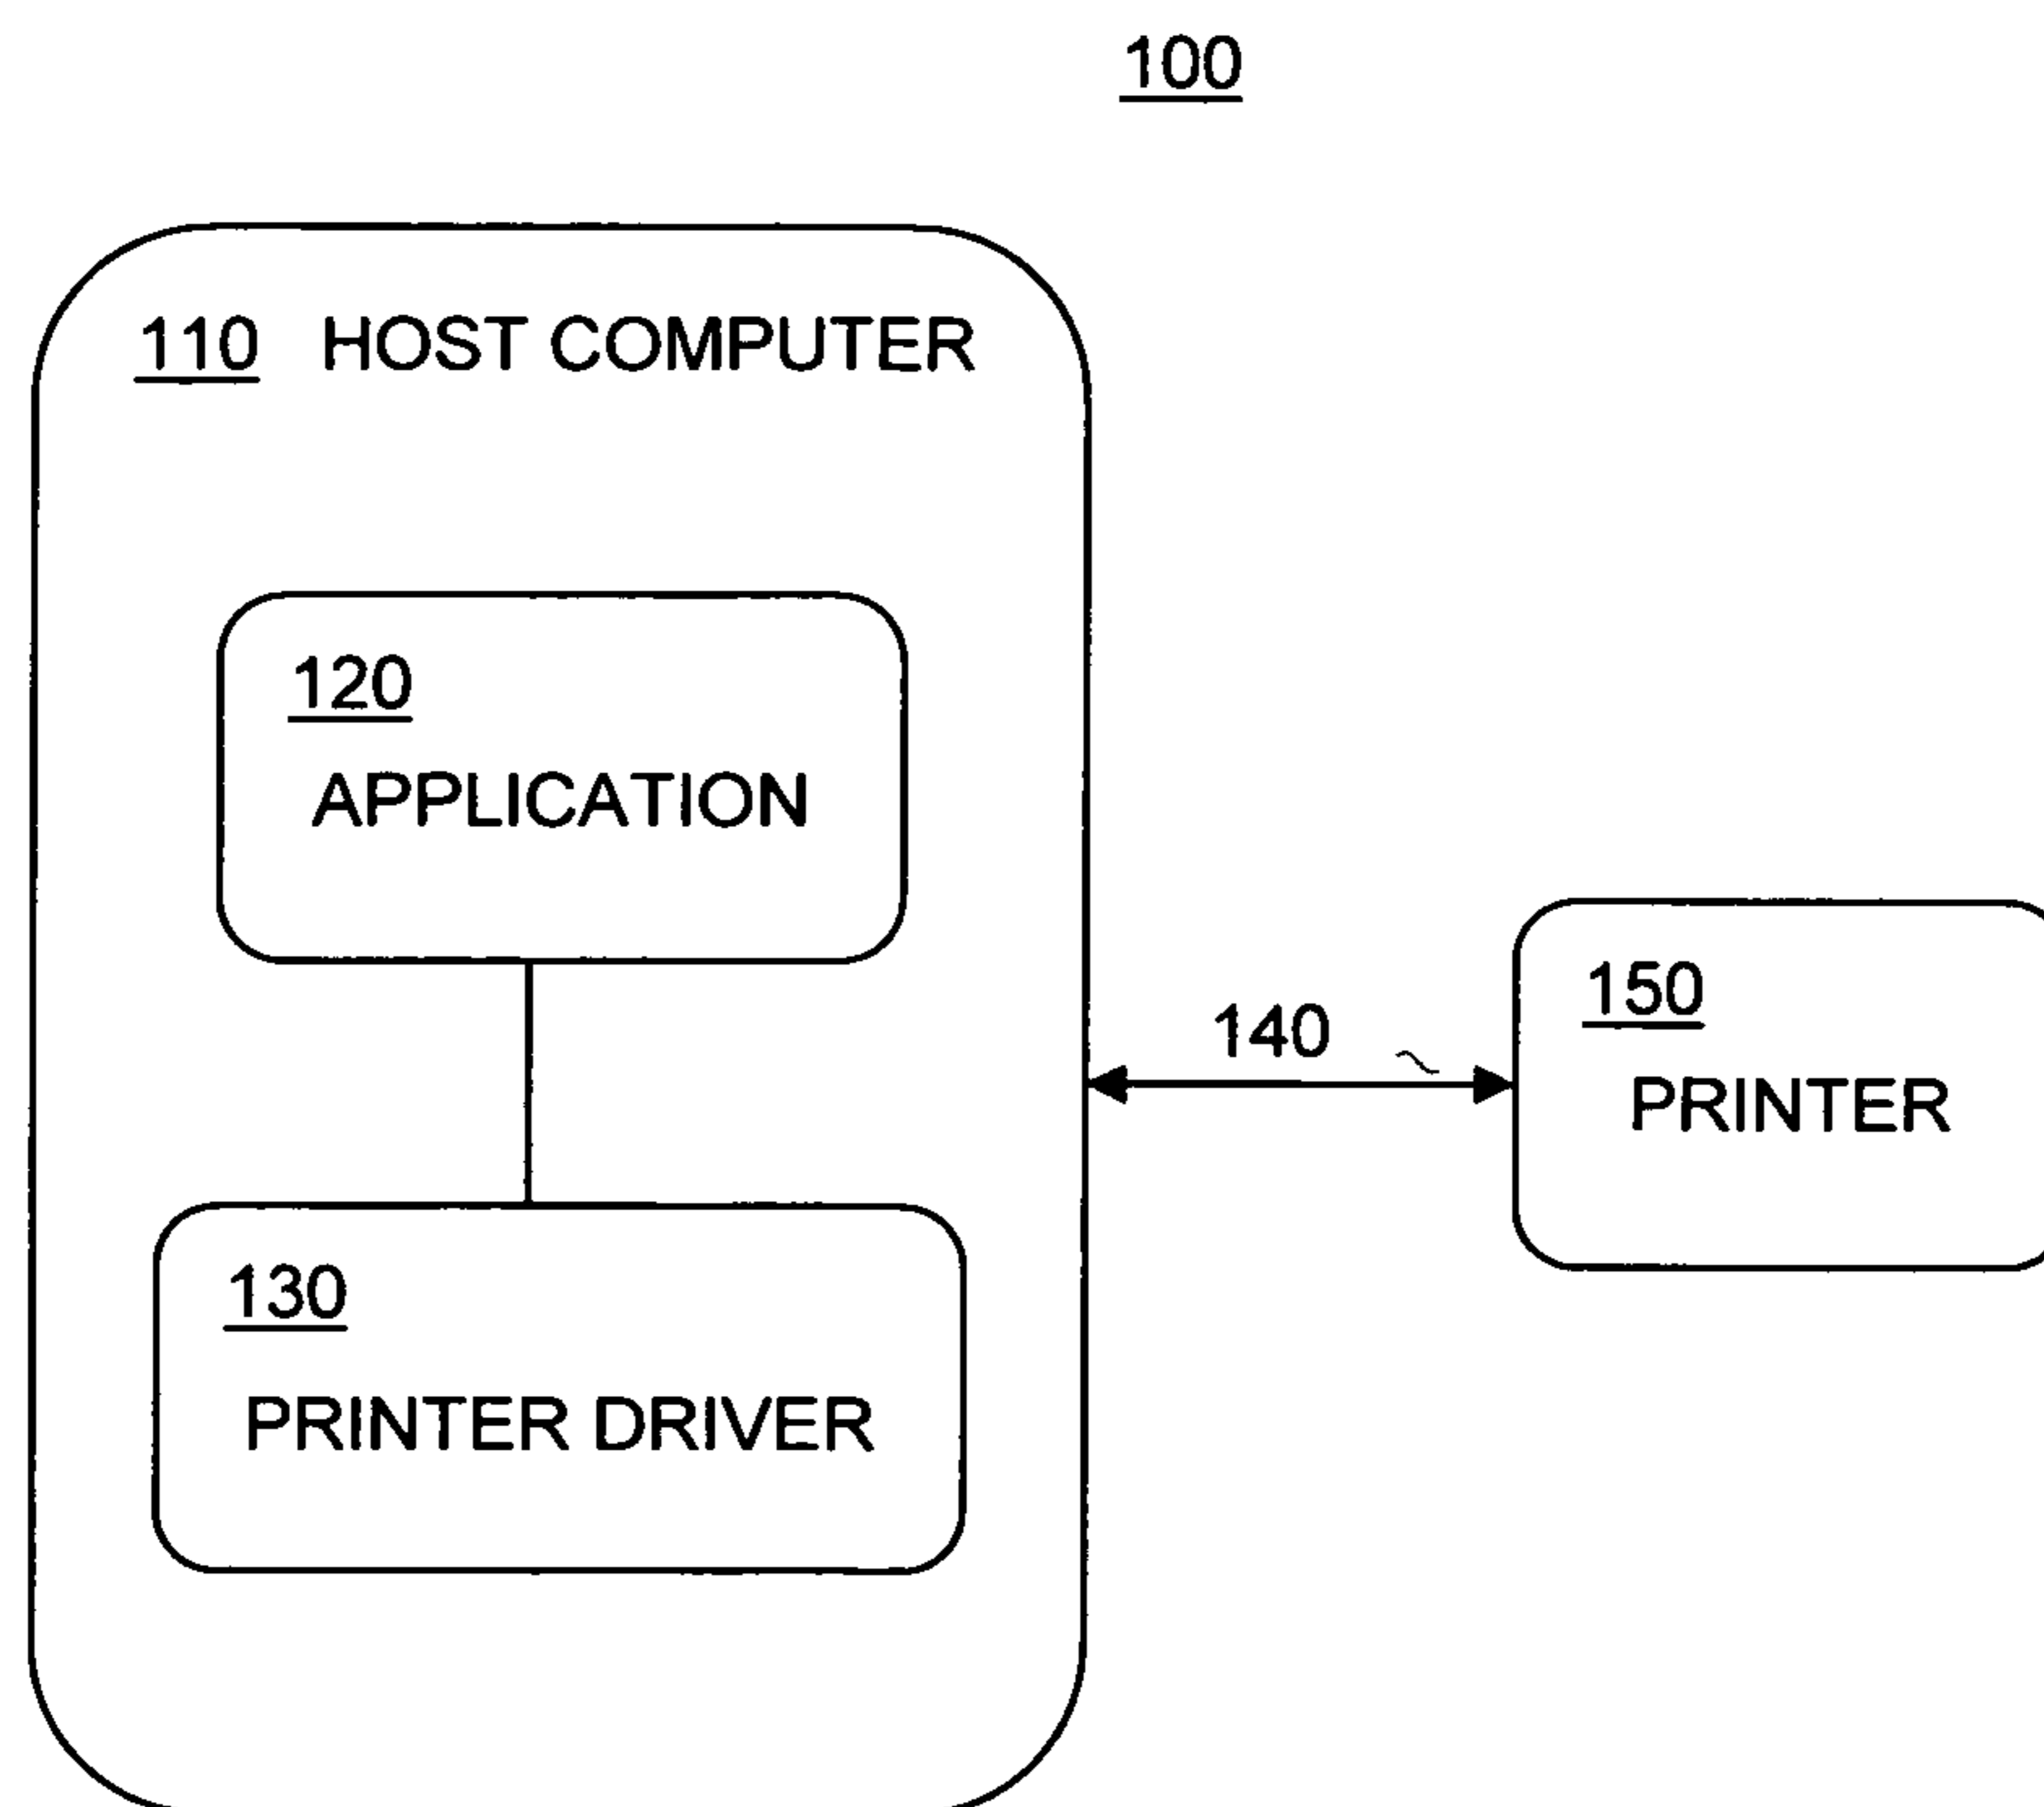 100
110 HOST COMPUTER
120
APPLICATION
140
150
PRINTER
130
PRINTER DRIVER